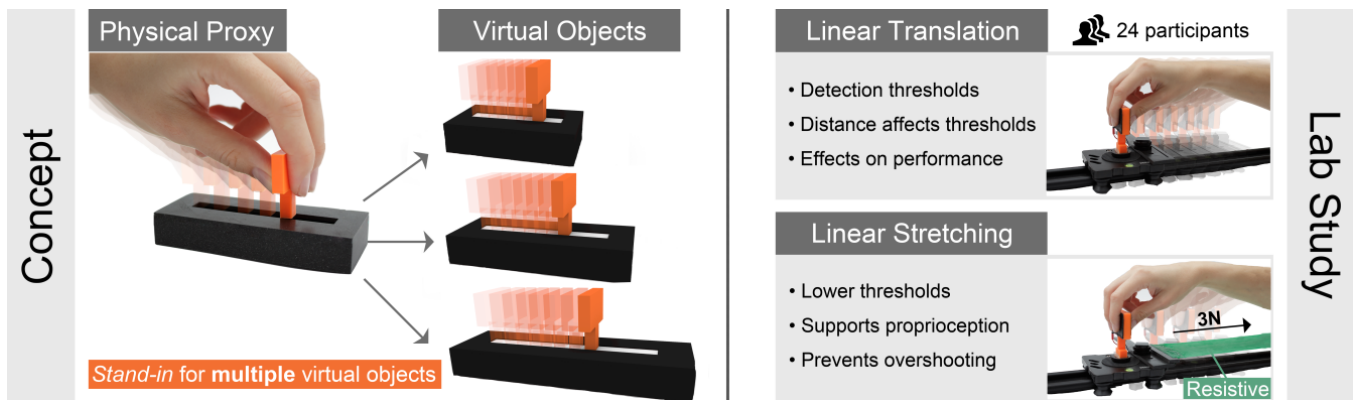 Concept
Physical Proxy
Virtual Objects
Stand-in for multiple virtual objects
Linear Translation
24 participants
• Detection thresholds
• Distance affects thresholds
• Effects on performance
Linear Stretching
• Lower thresholds
• Supports proprioception
• Prevents overshooting
3N
Resistive
Lab Study